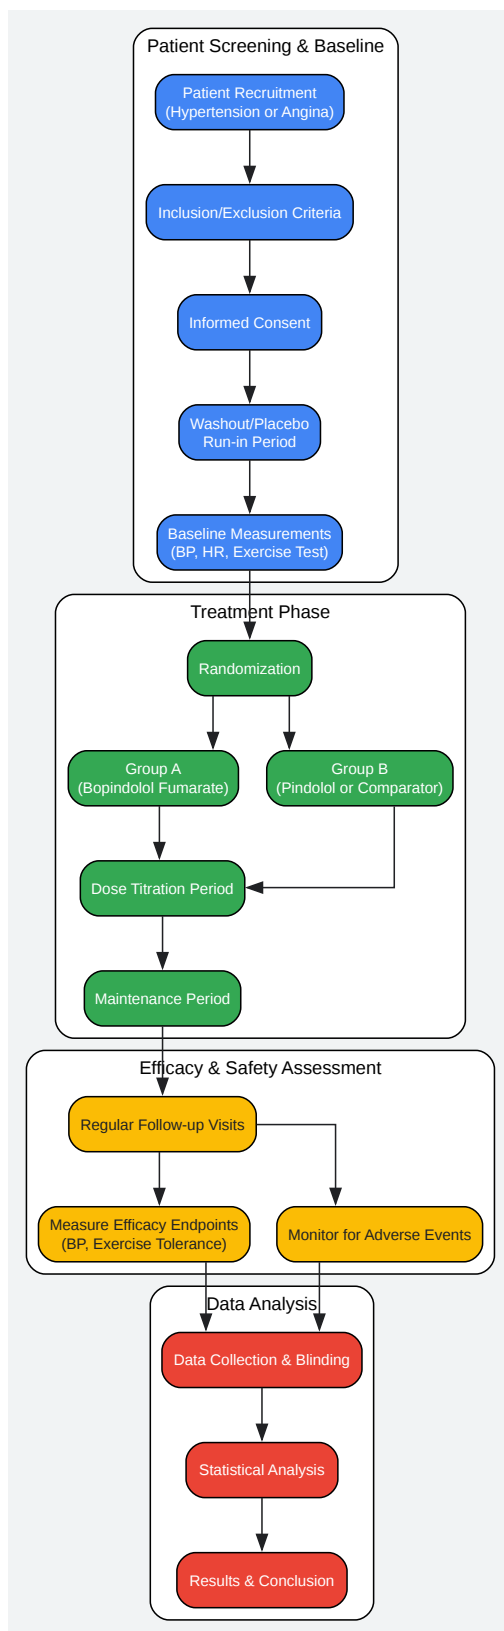 Patient Screening & Baseline
Patient Recruitment
(Hypertension or Angina)
Inclusion/Exclusion Criteria
Informed Consent
Washout/Placebo
Run-in Period
Baseline Measurements
(BP, HR, Exercise Test)
Treatment Phase
Randomization
Group A
(Bopindolol Fumarate)
Group B
(Pindolol or Comparator)
Dose Titration Period
Maintenance Period
Efficacy & Safety Assessment
Regular Follow-up Visits
Measure Efficacy Endpoints
(BP, Exercise Tolerance)
Monitor for Adverse Events
Data Analysis
Data Collection & Blinding
Statistical Analysis
Results & Conclusion